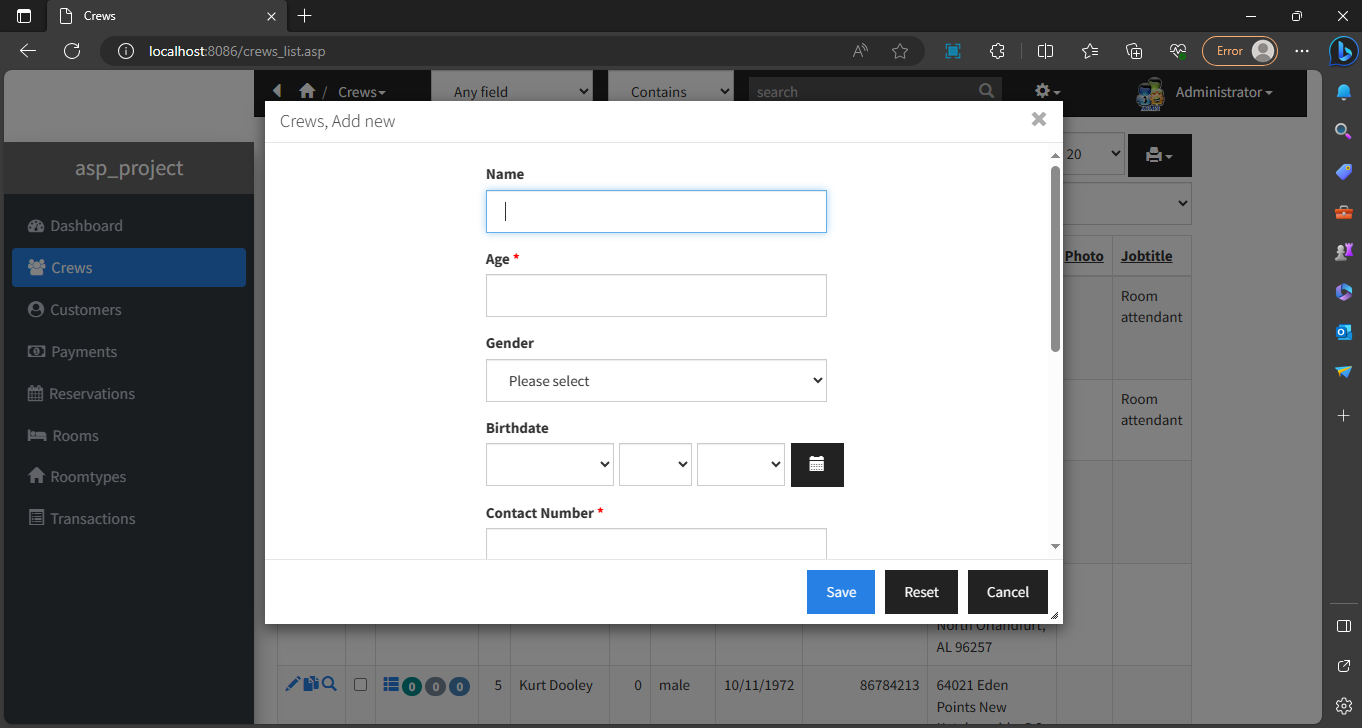 Crews
localhost:8086/crews_list.asp
Error
/ Crews
Any field
Contains
search
Administrator
asp_project
Dashboard
Crews
Customers
Payments
Reservations
Rooms
Roomtypes
Transactions
Crews, Add new
Name
Age *
Gender
Please select
Birthdate
Contact Number *
Save
Reset
Cancel
20
Photo
Jobtitle
Room
attendant
Room
attendant
North Orlandfurt,
AL 96257
0 0 0 5 Kurt Dooley 0 male 10/11/1972 86784213 64021 Eden
Points New